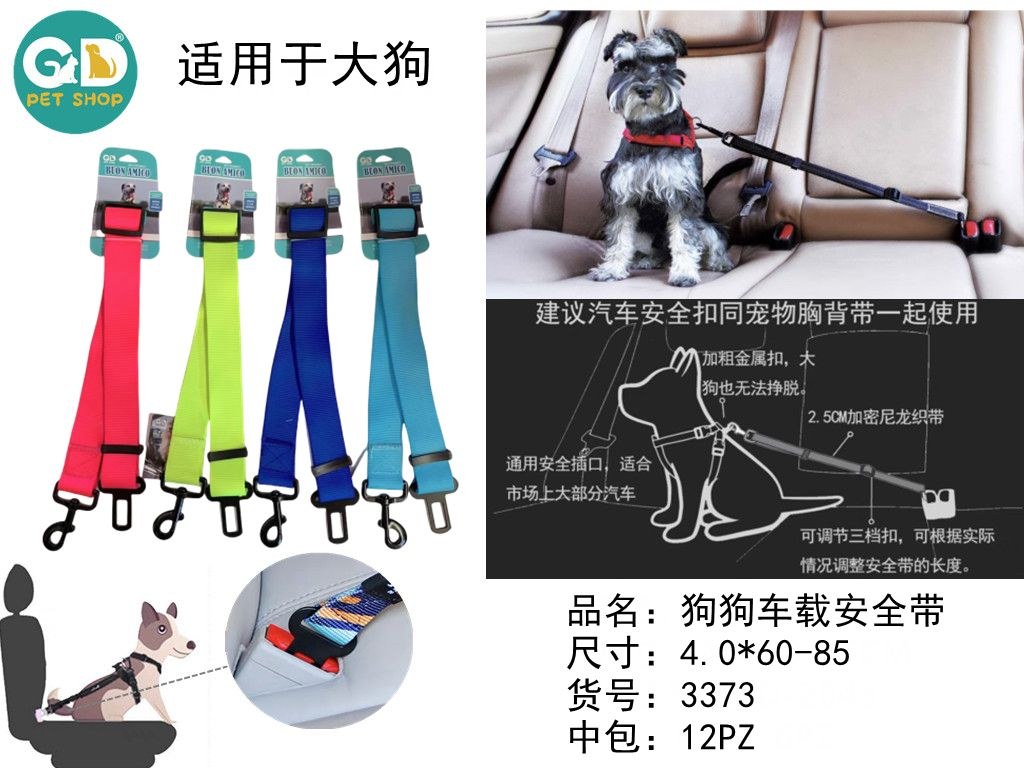 GD®
PET SHOP
适用于大狗
BUON AMICO
BUON AMICO
BUON AMICO
BUON AMICO
建议汽车安全扣同宠物胸背带一起使用
加粗金属扣，大
狗也无法挣脱。
2.5CM加密尼龙织带
通用安全插口，适合
市场上大部分汽车
可调节三档扣，可根据实际
情况调整安全带的长度。
品名：狗狗车载安全带
尺寸：4.0*60-85
货号：3373
中包：12PZ